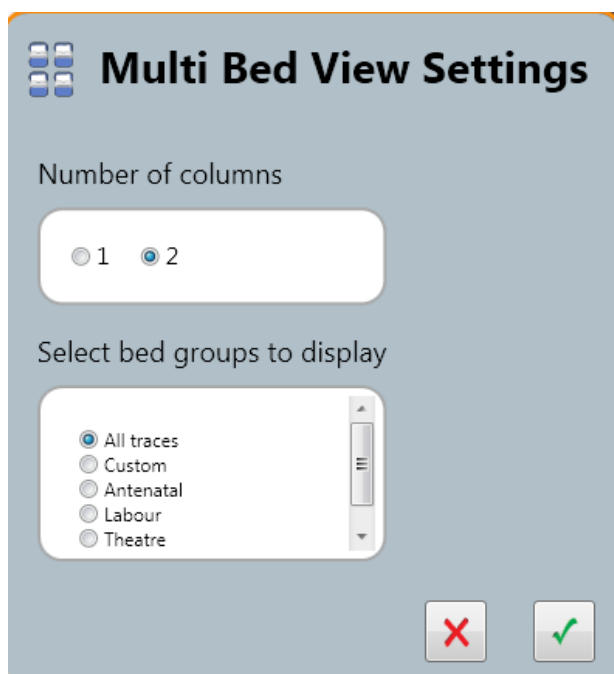 Multi Bed View Settings
Number of columns
1 2
Select bed groups to display
All traces
Custom
Antenatal
Labour
Theatre